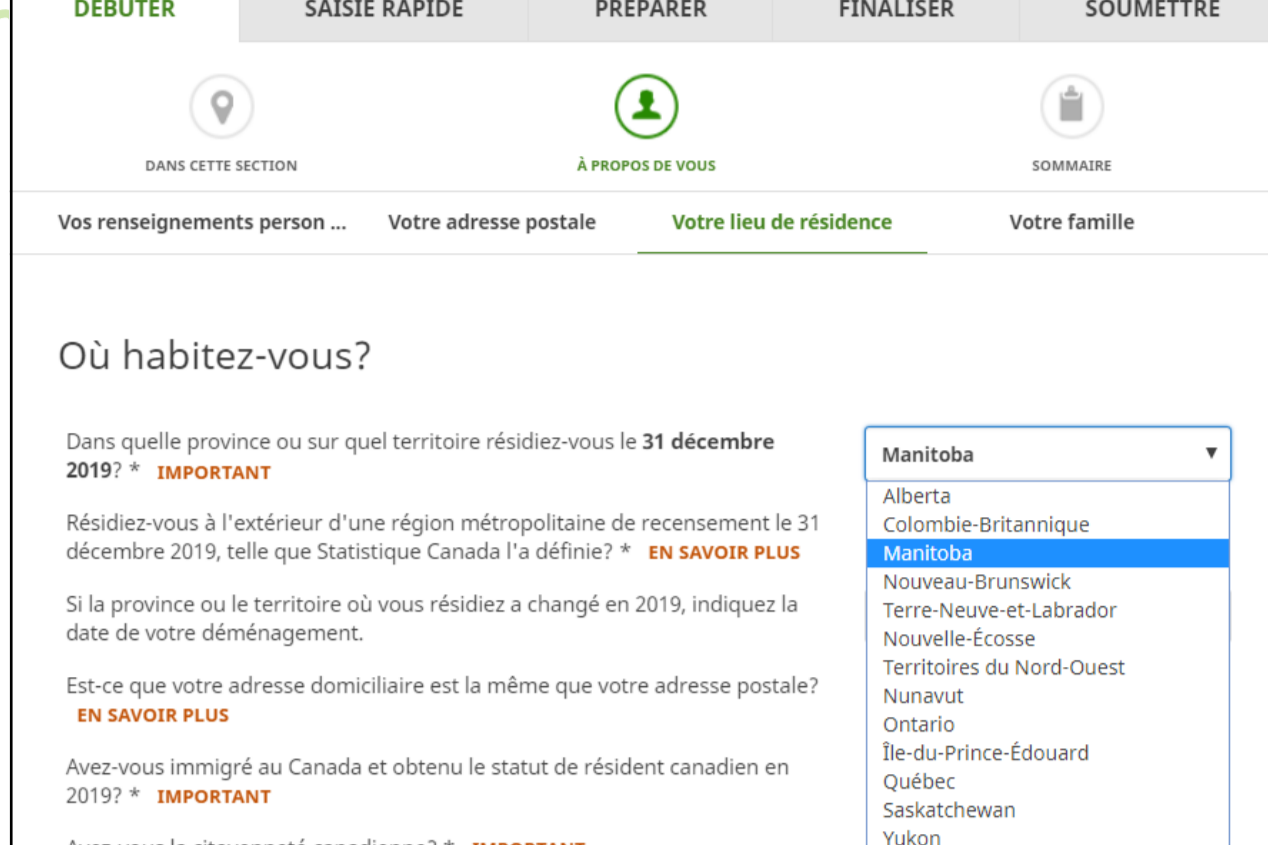 DÉBUTER SAISIE RAPIDE PRÉPARER FINALISER SOUMETTRE
DANS CETTE SECTION À PROPOS DE VOUS SOMMAIRE
Vos renseignements person ... Votre adresse postale Votre lieu de résidence Votre famille
Où habitez-vous?
Dans quelle province ou sur quel territoire résidiez-vous le 31 décembre
2019? * IMPORTANT
Résidiez-vous à l'extérieur d'une région métropolitaine de recensement le 31
décembre 2019, telle que Statistique Canada l'a définie? * EN SAVOIR PLUS
Si la province ou le territoire où vous résidiez a changé en 2019, indiquez la
date de votre déménagement.
Est-ce que votre adresse domiciliaire est la même que votre adresse postale?
EN SAVOIR PLUS
Avez-vous immigré au Canada et obtenu le statut de résident canadien en
2019? * IMPORTANT
Avez-vous la citoyenneté canadienne? * IMPORTANT
Manitoba
Alberta
Colombie-Britannique
Manitoba
Nouveau-Brunswick
Terre-Neuve-et-Labrador
Nouvelle-Écosse
Territoires du Nord-Ouest
Nunavut
Ontario
Île-du-Prince-Édouard
Québec
Saskatchewan
Yukon